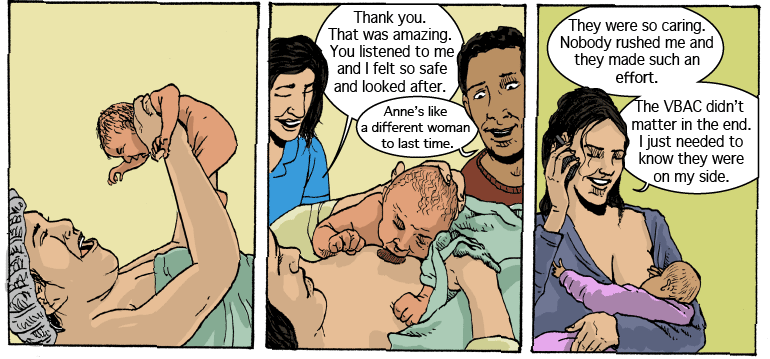 Thank you.
That was amazing.
You listened to me
and I felt so safe
and looked after.
Anne's like
a different woman
to last time.
They were so caring.
Nobody rushed me and
they made such an
effort.
The VBAC didn't
matter in the end.
I just needed to
know they were
on my side.